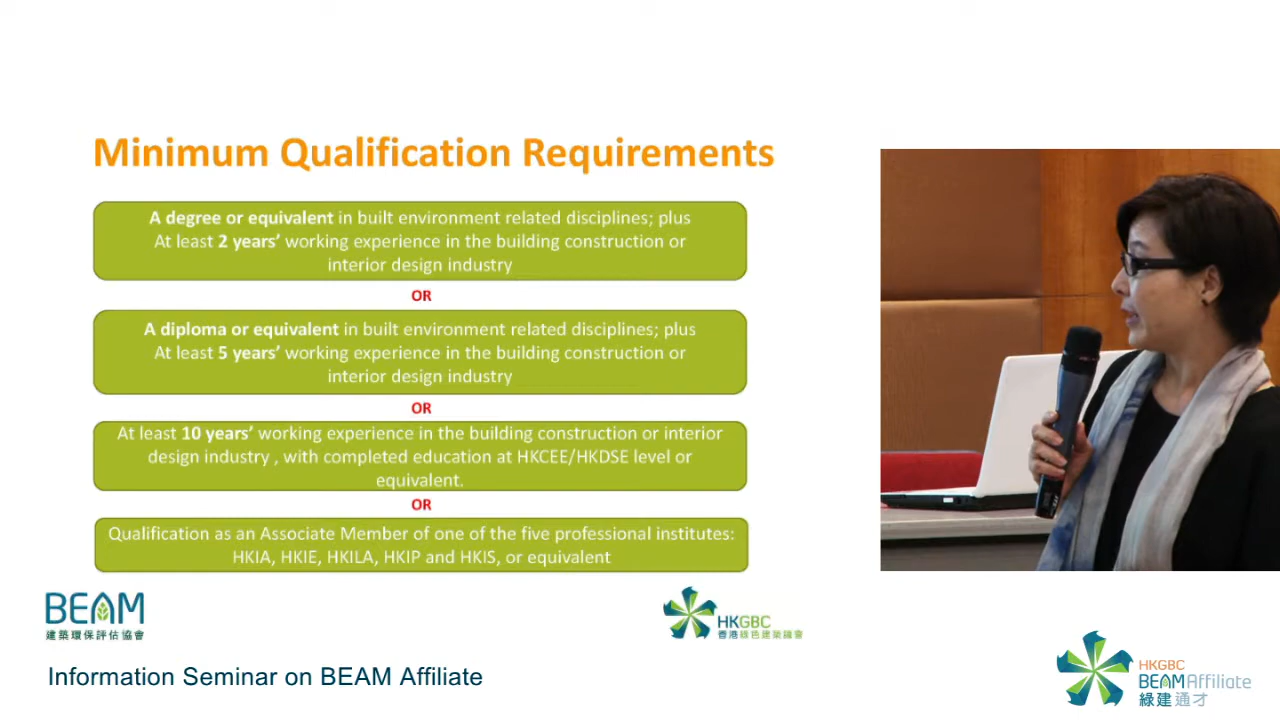 Minimum Qualification Requirements
A degree or equivalent in built environment related disciplines; plus
At least 2 years’ working experience in the building construction or
interior design industry
OR
A diploma or equivalent in built environment related disciplines; plus
At least 5 years’ working experience in the building construction or
interior design industry
OR
At least 10 years’ working experience in the building construction or interior
design industry , with completed education at HKCEE/HKDSE level or
equivalent.
OR
Qualification as an Associate Member of one of the five professional institutes:
HKIA, HKIE, HKILA, HKIP and HKIS, or equivalent
BEAM
建築環保評估協會
HKGBC
香港綠色建築議會
Information Seminar on BEAM Affiliate
HKGBC
BEAMAffiliate
綠建通才